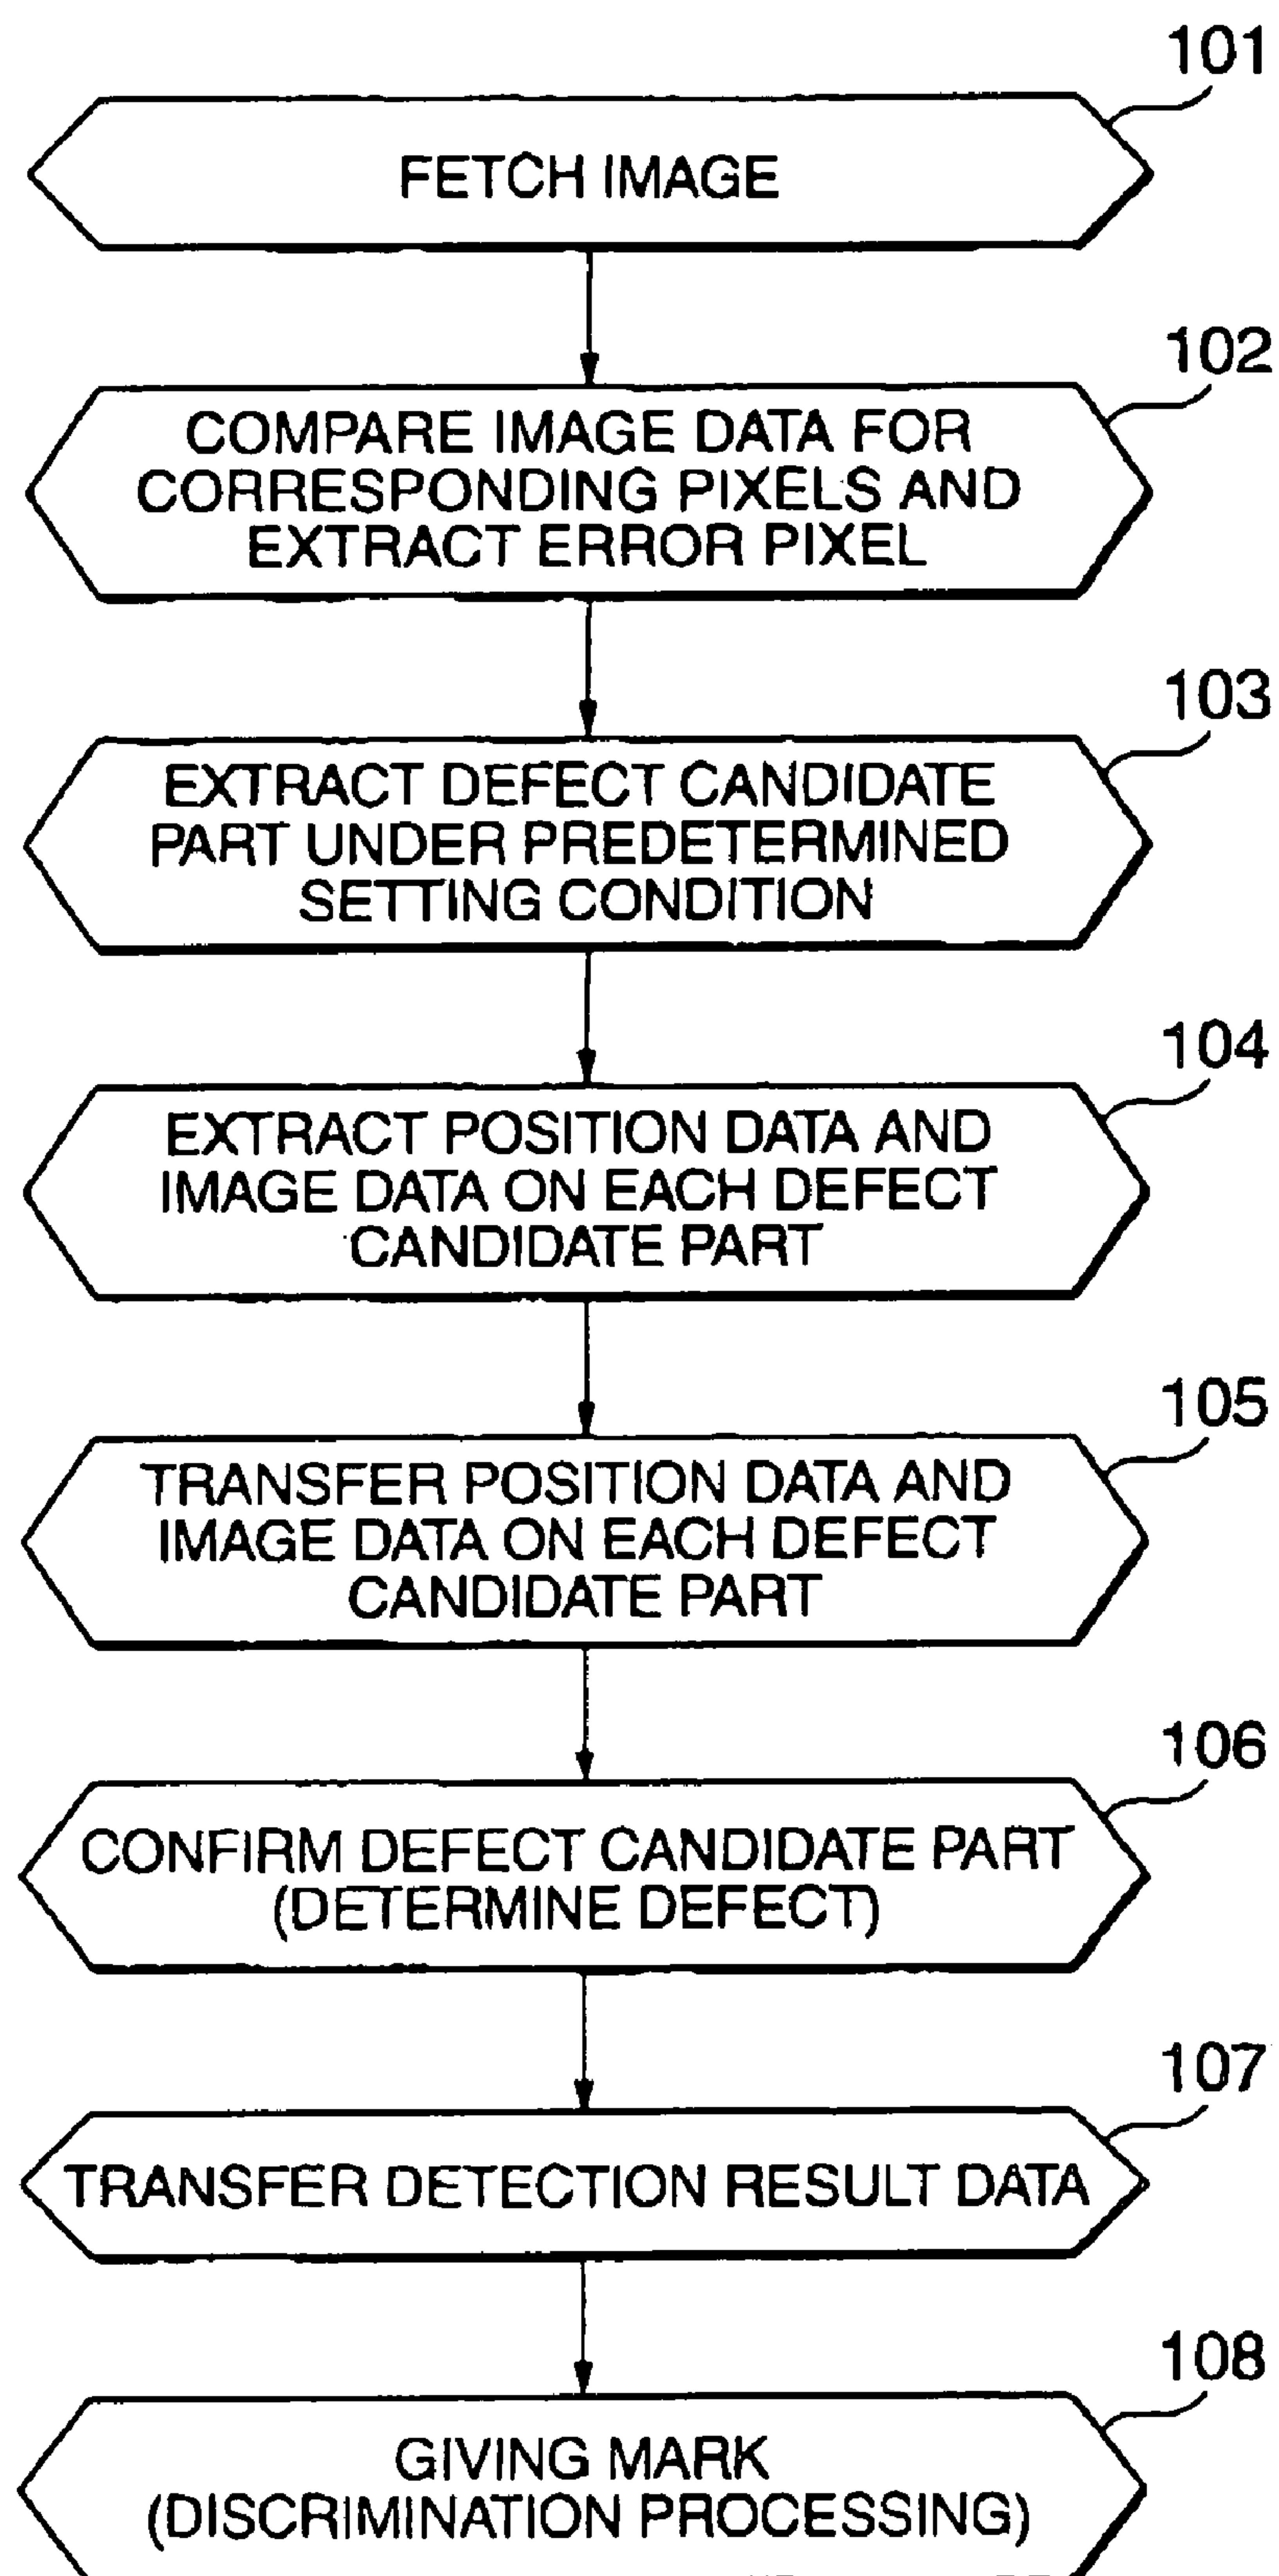 101
FETCH IMAGE
102
COMPARE IMAGE DATA FOR
CORRESPONDING PIXELS AND
EXTRACT ERROR PIXEL
103
EXTRACT DEFECT CANDIDATE
PART UNDER PREDETERMINED
SETTING CONDITION
104
EXTRACT POSITION DATA AND
IMAGE DATA ON EACH DEFECT
CANDIDATE PART
105
TRANSFER POSITION DATA AND
IMAGE DATA ON EACH DEFECT
CANDIDATE PART
106
CONFIRM DEFECT CANDIDATE PART
(DETERMINE DEFECT)
107
TRANSFER DETECTION RESULT DATA
108
GIVING MARK
(DISCRIMINATION PROCESSING)